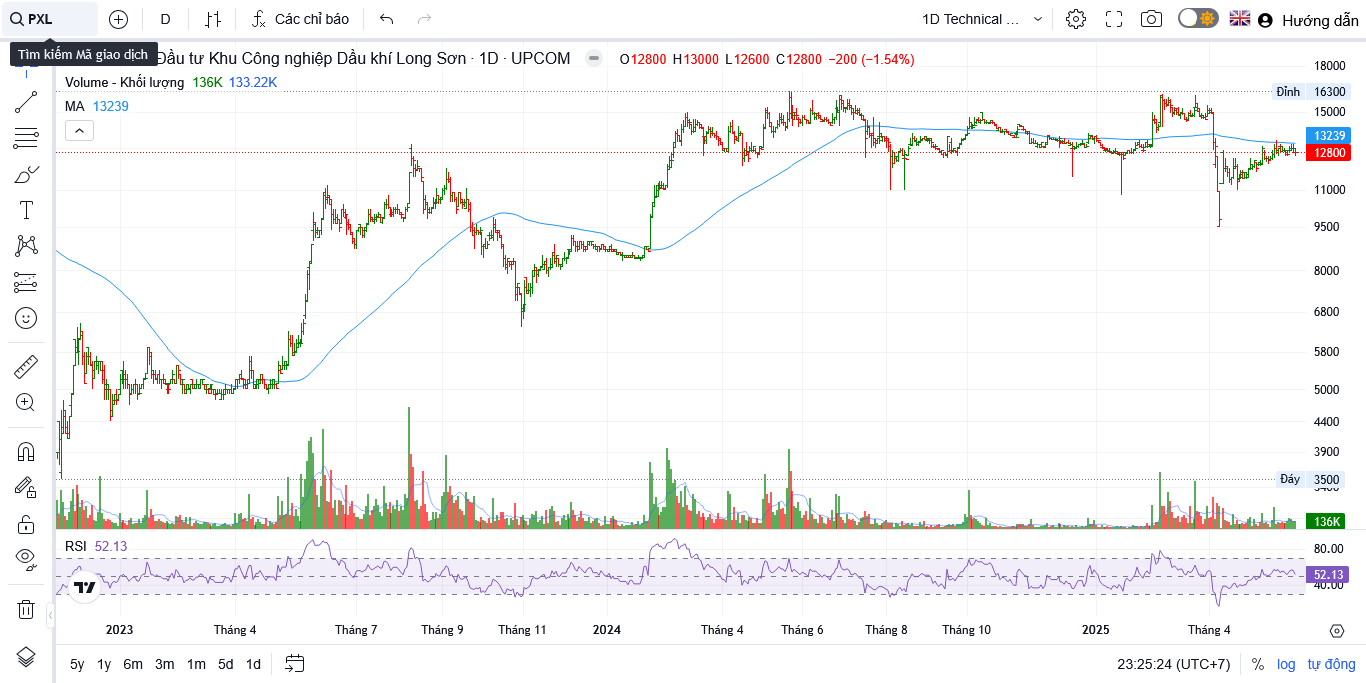 PXL
D
Các chỉ báo
1D Technical ...
Hướng dẫn
Tìm kiếm Mã giao dịch
Đầu tư Khu Công nghiệp Dầu khí Long Sơn · 1D · UPCOM
O12800 H13000 L12600 C12800 −200 (−1.54%)
Volume - Khối lượng 136K 133.22K
MA 13239
18000
Đỉnh 16300
15000
13239
12800
11000
9500
8000
6800
5800
5000
4400
3900
Đáy 3500
3400
136K
RSI 52.13
80.00
52.13
40.00
2023
Tháng 4
Tháng 7
Tháng 9
Tháng 11
2024
Tháng 4
Tháng 6
Tháng 8
Tháng 10
2025
Tháng 4
5y 1y 6m 3m 1m 5d 1d
23:25:24 (UTC+7)
% log tự động